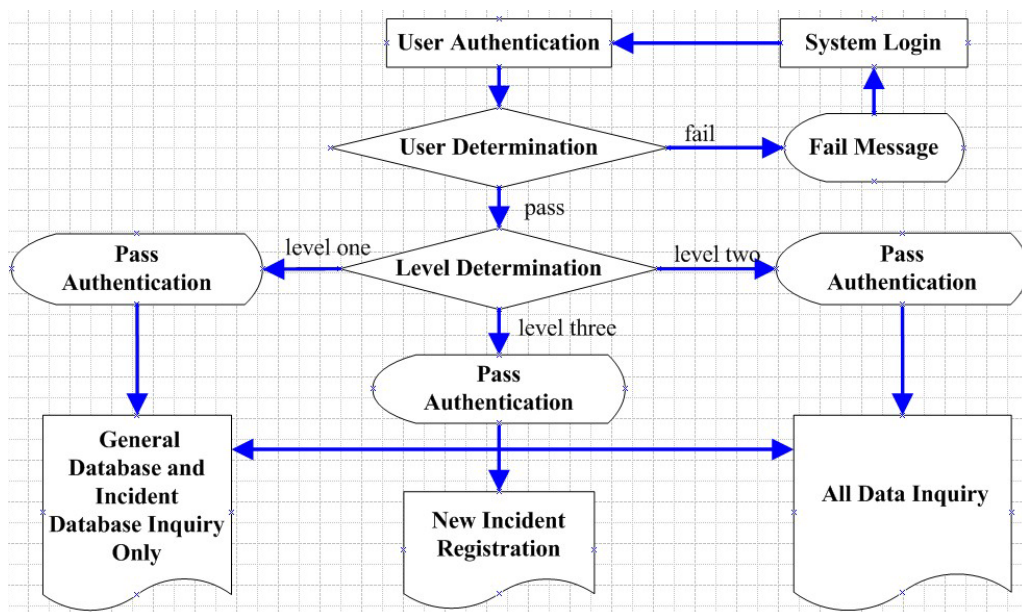 User Authentication
System Login
User Determination
fail
Fail Message
pass
level one
Level Determination
level two
Pass
Authentication
Pass
Authentication
level three
Pass
Authentication
General
Database and
Incident
Database Inquiry
Only
New Incident
Registration
All Data Inquiry